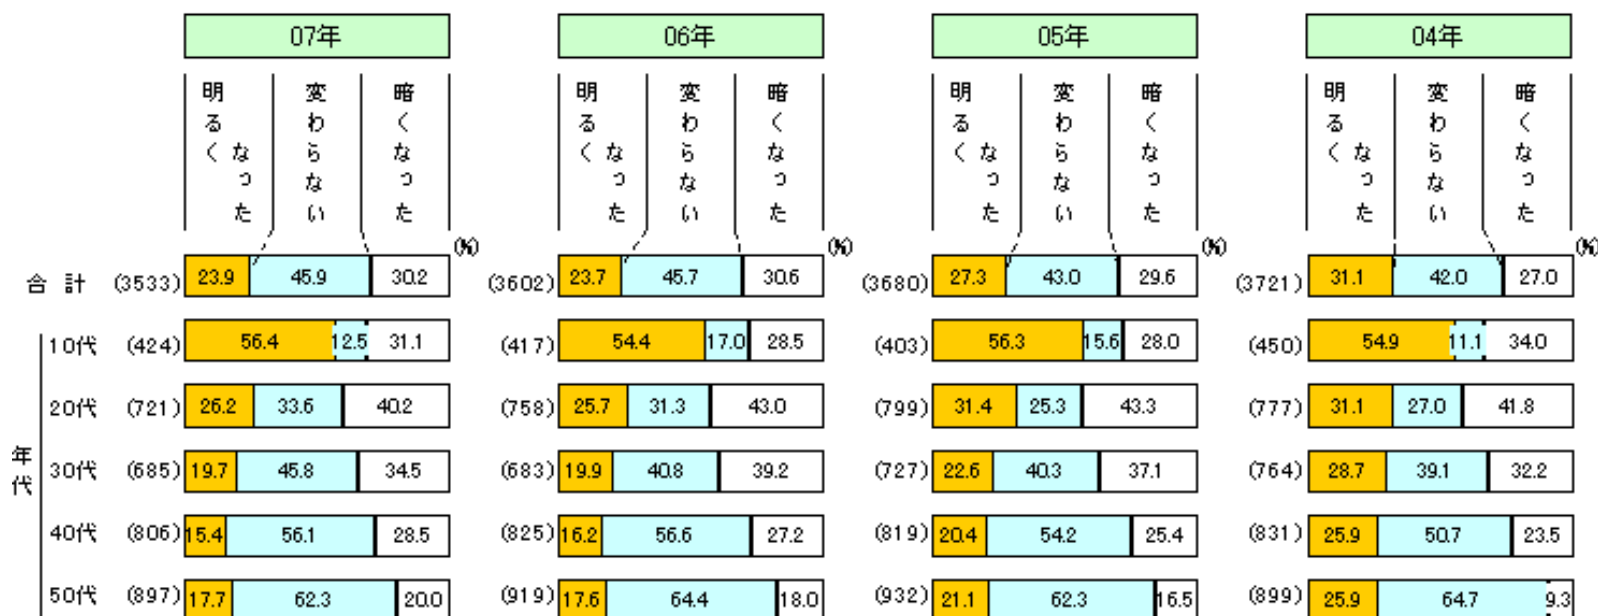 07年 06年 05年 04年
明るくなった 変わらない 暗くなった 明るくなった 変わらない 暗くなった 明るくなった 変わらない 暗くなった 明るくなった 変わらない 暗くなった
(%) (%) (%) (%)
合計 (3533) 23.9 45.9 30.2 (3602) 23.7 45.7 30.6 (3680) 27.3 43.0 29.6 (3721) 31.1 42.0 27.0
年代
10代 (424) 56.4 12.5 31.1 (417) 54.4 17.0 28.5 (403) 56.3 15.6 28.0 (450) 54.9 11.1 34.0
20代 (721) 26.2 33.6 40.2 (758) 25.7 31.3 43.0 (799) 31.4 25.3 43.3 (777) 31.1 27.0 41.8
30代 (685) 19.7 45.8 34.5 (683) 19.9 40.8 39.2 (727) 22.6 40.3 37.1 (764) 28.7 39.1 32.2
40代 (806) 15.4 56.1 28.5 (825) 16.2 56.6 27.2 (819) 20.4 54.2 25.4 (831) 25.9 50.7 23.5
50代 (897) 17.7 62.3 20.0 (919) 17.6 64.4 18.0 (932) 21.1 62.3 16.5 (899) 25.9 64.7 9.3